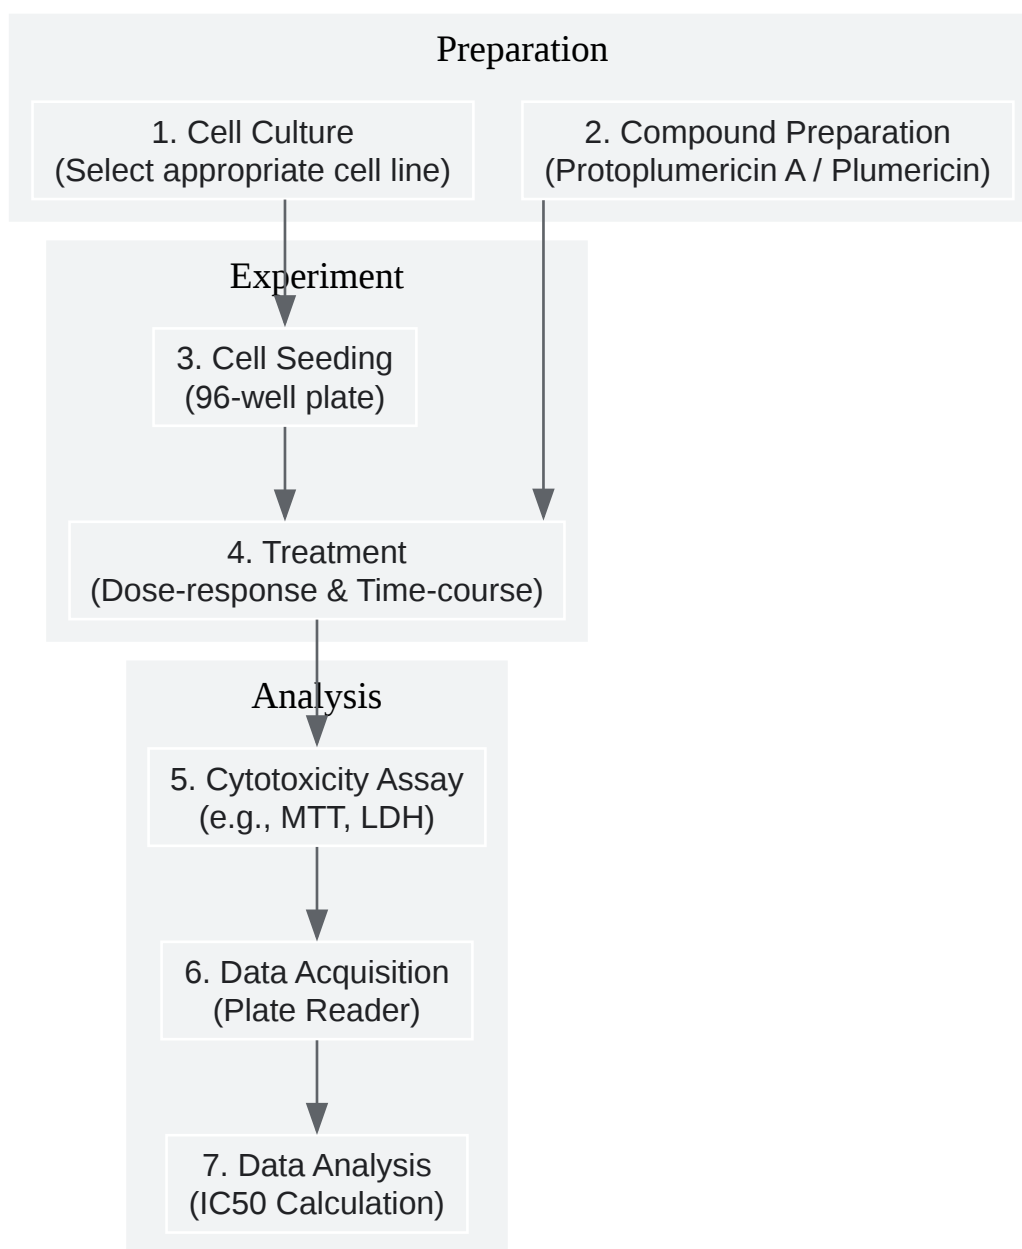 Preparation
1. Cell Culture
(Select appropriate cell line)
2. Compound Preparation
(Protoplumericin A / Plumericin)
Experiment
3. Cell Seeding
(96-well plate)
4. Treatment
(Dose-response & Time-course)
Analysis
5. Cytotoxicity Assay
(e.g., MTT, LDH)
6. Data Acquisition
(Plate Reader)
7. Data Analysis
(IC50 Calculation)